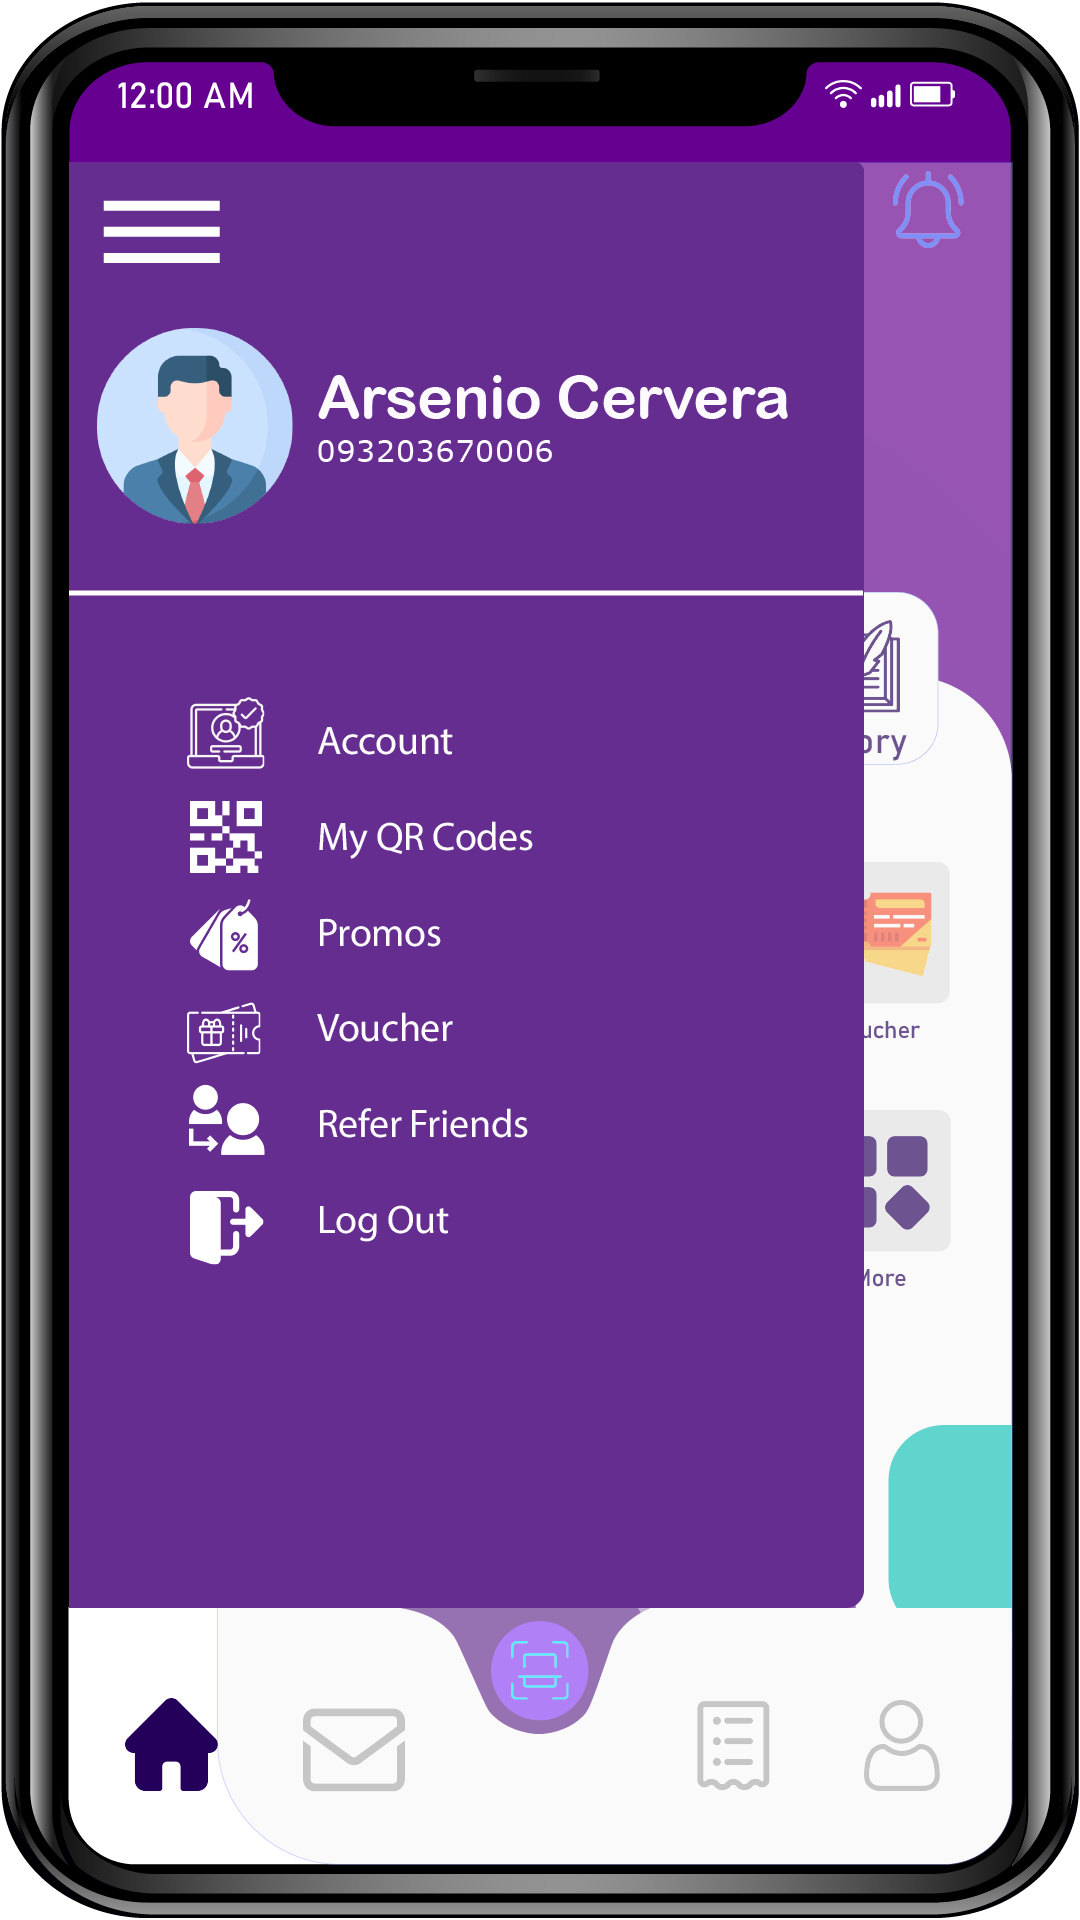 12:00 AM
Arsenio Cervera
093203670006
Account
My QR Codes
Promos
Voucher
Refer Friends
Log Out
ory
ucher
More